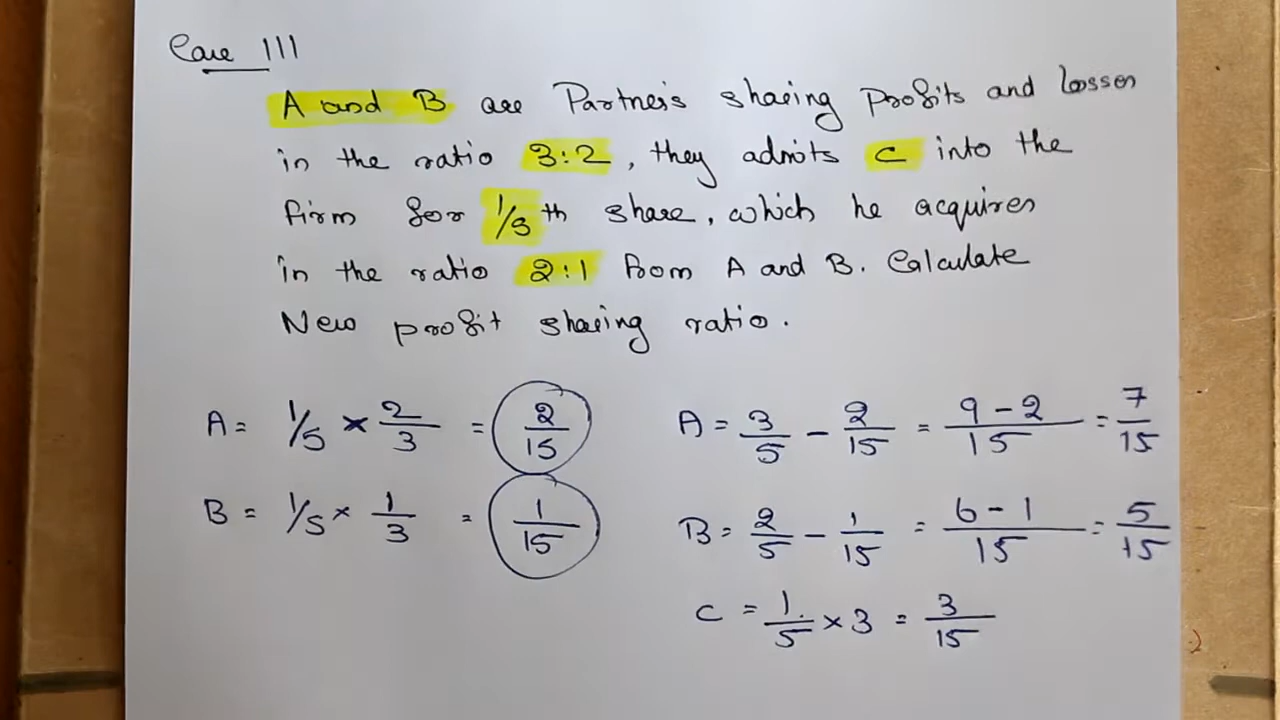 Case III
A and B are Partners sharing Profits and losses
in the ratio 3:2, they admits C into the
firm for 1/5th share, which he acquires
in the ratio 2:1 from A and B. Calculate
New profit sharing ratio.
A = 1/5 × 2/3 = 2/15
B = 1/5 × 1/3 = 1/15
A = 3/5 - 2/15 = 9-2/15 = 7/15
B = 2/5 - 1/15 = 6-1/15 = 5/15
C = 1/5 × 3 = 3/15